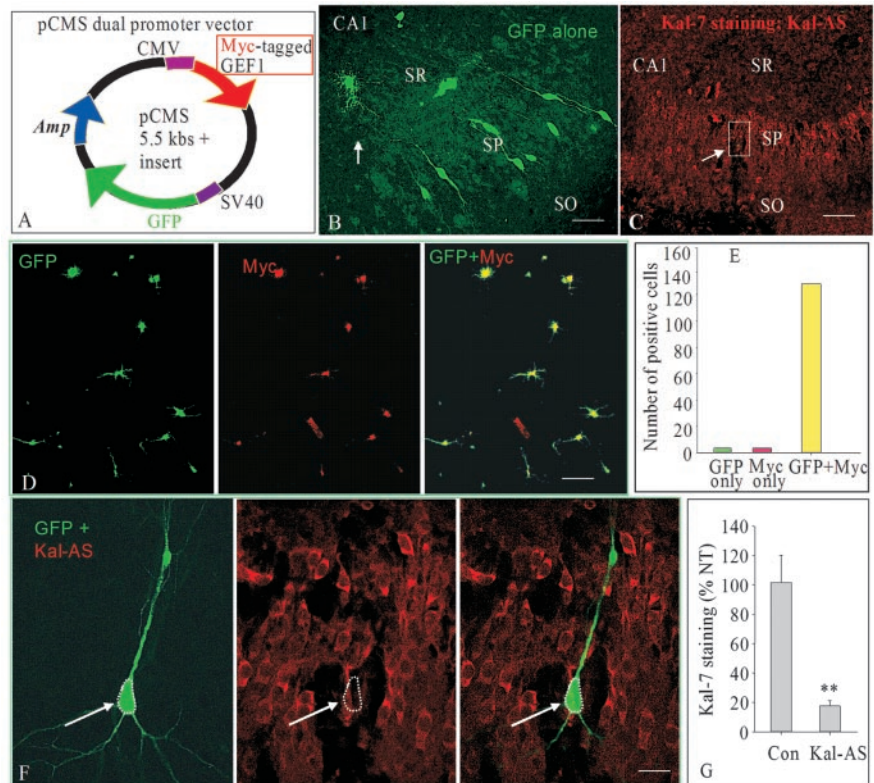 pCMS dual promoter vector
CMV
Myc-tagged
GEF1
Amp
pCMS
5.5 kbs +
insert
GFP
SV40
A
CA1
GFP alone
SR
SP
SO
B
Kal-7 staining: Kal-AS
CA1
SR
SP
SO
C
GFP
Myc
GFP+Myc
D
E
Number of positive cells
160
140
120
100
80
60
40
20
0
GFP only
Myc only
GFP+Myc
GFP +
Kal-AS
F
Kal-7 staining (% NT)
140
120
100
80
60
40
20
0
**
Con
Kal-AS
G